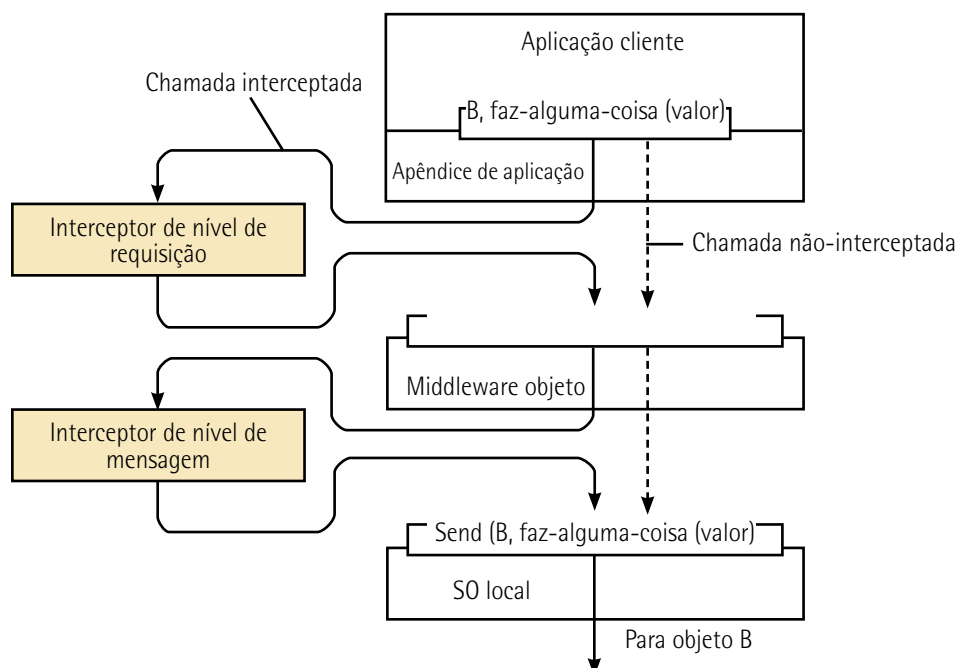 Aplicação cliente
Chamada interceptada
B, faz-alguma-coisa (valor)
Apêndice de aplicação
Interceptor de nível de
requisição
Chamada não-interceptada
Middleware objeto
Interceptor de nível de
mensagem
Send (B, faz-alguma-coisa (valor)
SO local
Para objeto B